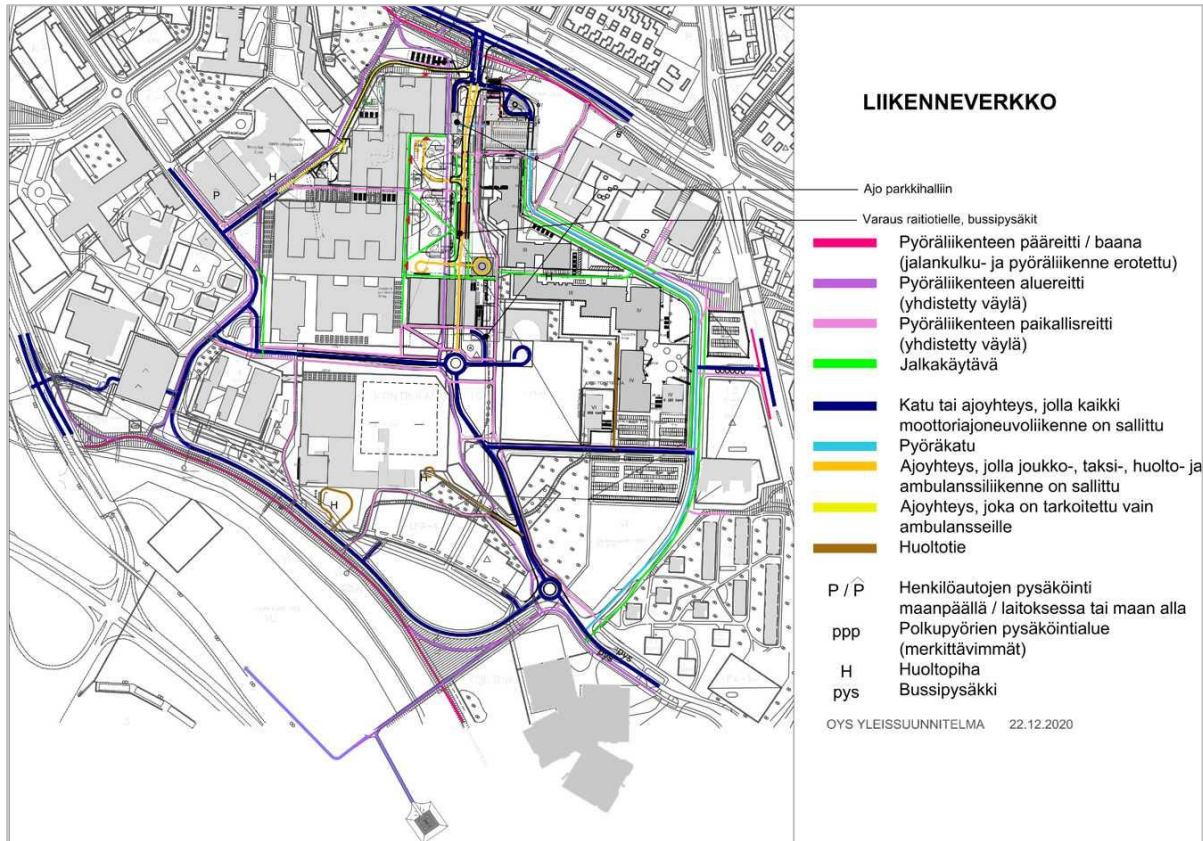 LIIKENNEVERKKO
Ajo parkkihalliin
Varaus raitiotielle, bussipysäkit
Pyöräliikenteen pääreitti / baana
(jalankulku- ja pyöräliikenne erotettu)
Pyöräliikenteen aluereitti
(yhdistetty väylä)
Pyöräliikenteen paikallisreitti
(yhdistetty väylä)
Jalkakäytävä
Katu tai ajoyhteys, jolla kaikki
moottoriajoneuvoliikenne on sallittu
Pyöräkatu
Ajoyhteys, jolla joukko-, taksi-, huolto- ja
ambulanssiliikenne on sallittu
Ajoyhteys, joka on tarkoitettu vain
ambulansseille
Huoltotie
P / P̂ Henkilöautojen pysäköinti
maanpäällä / laitoksessa tai maan alla
ppp Polkupyörien pysäköintialue
(merkittävimmät)
H Huoltopiha
pys Bussipysäkki
OYS YLEISSUUNNITELMA 22.12.2020
P
H
H
H
pys
pys